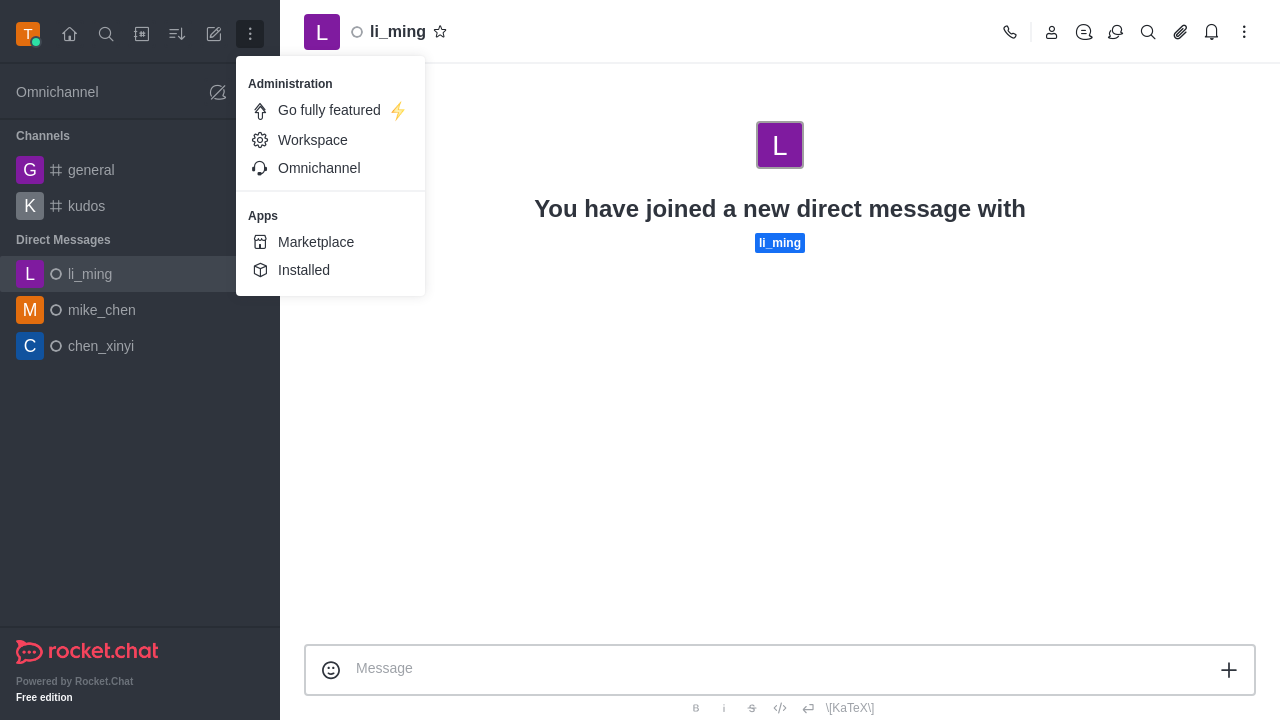 T
L
li_ming
Administration
Go fully featured
Workspace
Omnichannel
Apps
Marketplace
Installed
Omnichannel
Channels
G general
K kudos
Direct Messages
L li_ming
M mike_chen
C chen_xinyi
rocket.chat
Powered by Rocket.Chat
Free edition
L
You have joined a new direct message with
li_ming
Message
B i S \[KaTeX\]